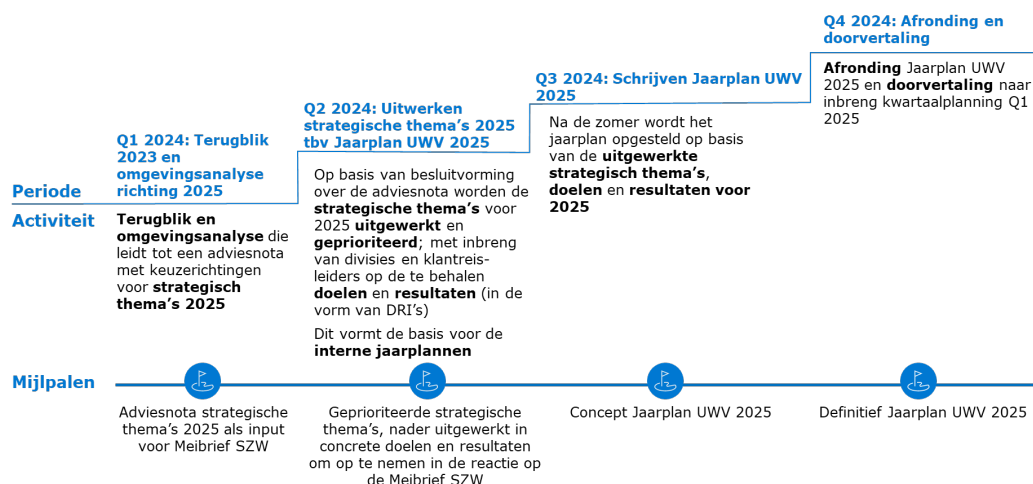 Periode
Q1 2024: Terugblik
2023 en
omgevingsanalyse
richting 2025
Q2 2024: Uitwerken
strategische thema's 2025
tbv Jaarplan UWV 2025
Q3 2024: Schrijven Jaarplan UWV
2025
Q4 2024: Afronding en
doorvertaling
Activiteit
Terugblik en
omgevingsanalyse die
leidt tot een adviesnota
met keuzerichtingen
voor strategisch
thema's 2025
Op basis van besluitvorming
over de adviesnota worden de
strategische thema's voor
2025 uitgewerkt en
geprioriteerd; met inbreng
van divisies en klantreis-
leiders op de te behalen
doelen en resultaten (in de
vorm van DRI's)
Dit vormt de basis voor de
interne jaarplannen
Na de zomer wordt het
jaarplan opgesteld op basis
van de uitgewerkte
strategisch thema's,
doelen en resultaten voor
2025
Afronding Jaarplan UWV
2025 en doorvertaling naar
inbreng kwartaalplanning Q1
2025
Mijlpalen
Adviesnota strategische
thema's 2025 als input
voor Meibrief SZW
Geprioriteerde strategische
thema's, nader uitgewerkt in
concrete doelen en resultaten
om op te nemen in de reactie op
de Meibrief SZW
Concept Jaarplan UWV 2025
Definitief Jaarplan UWV 2025